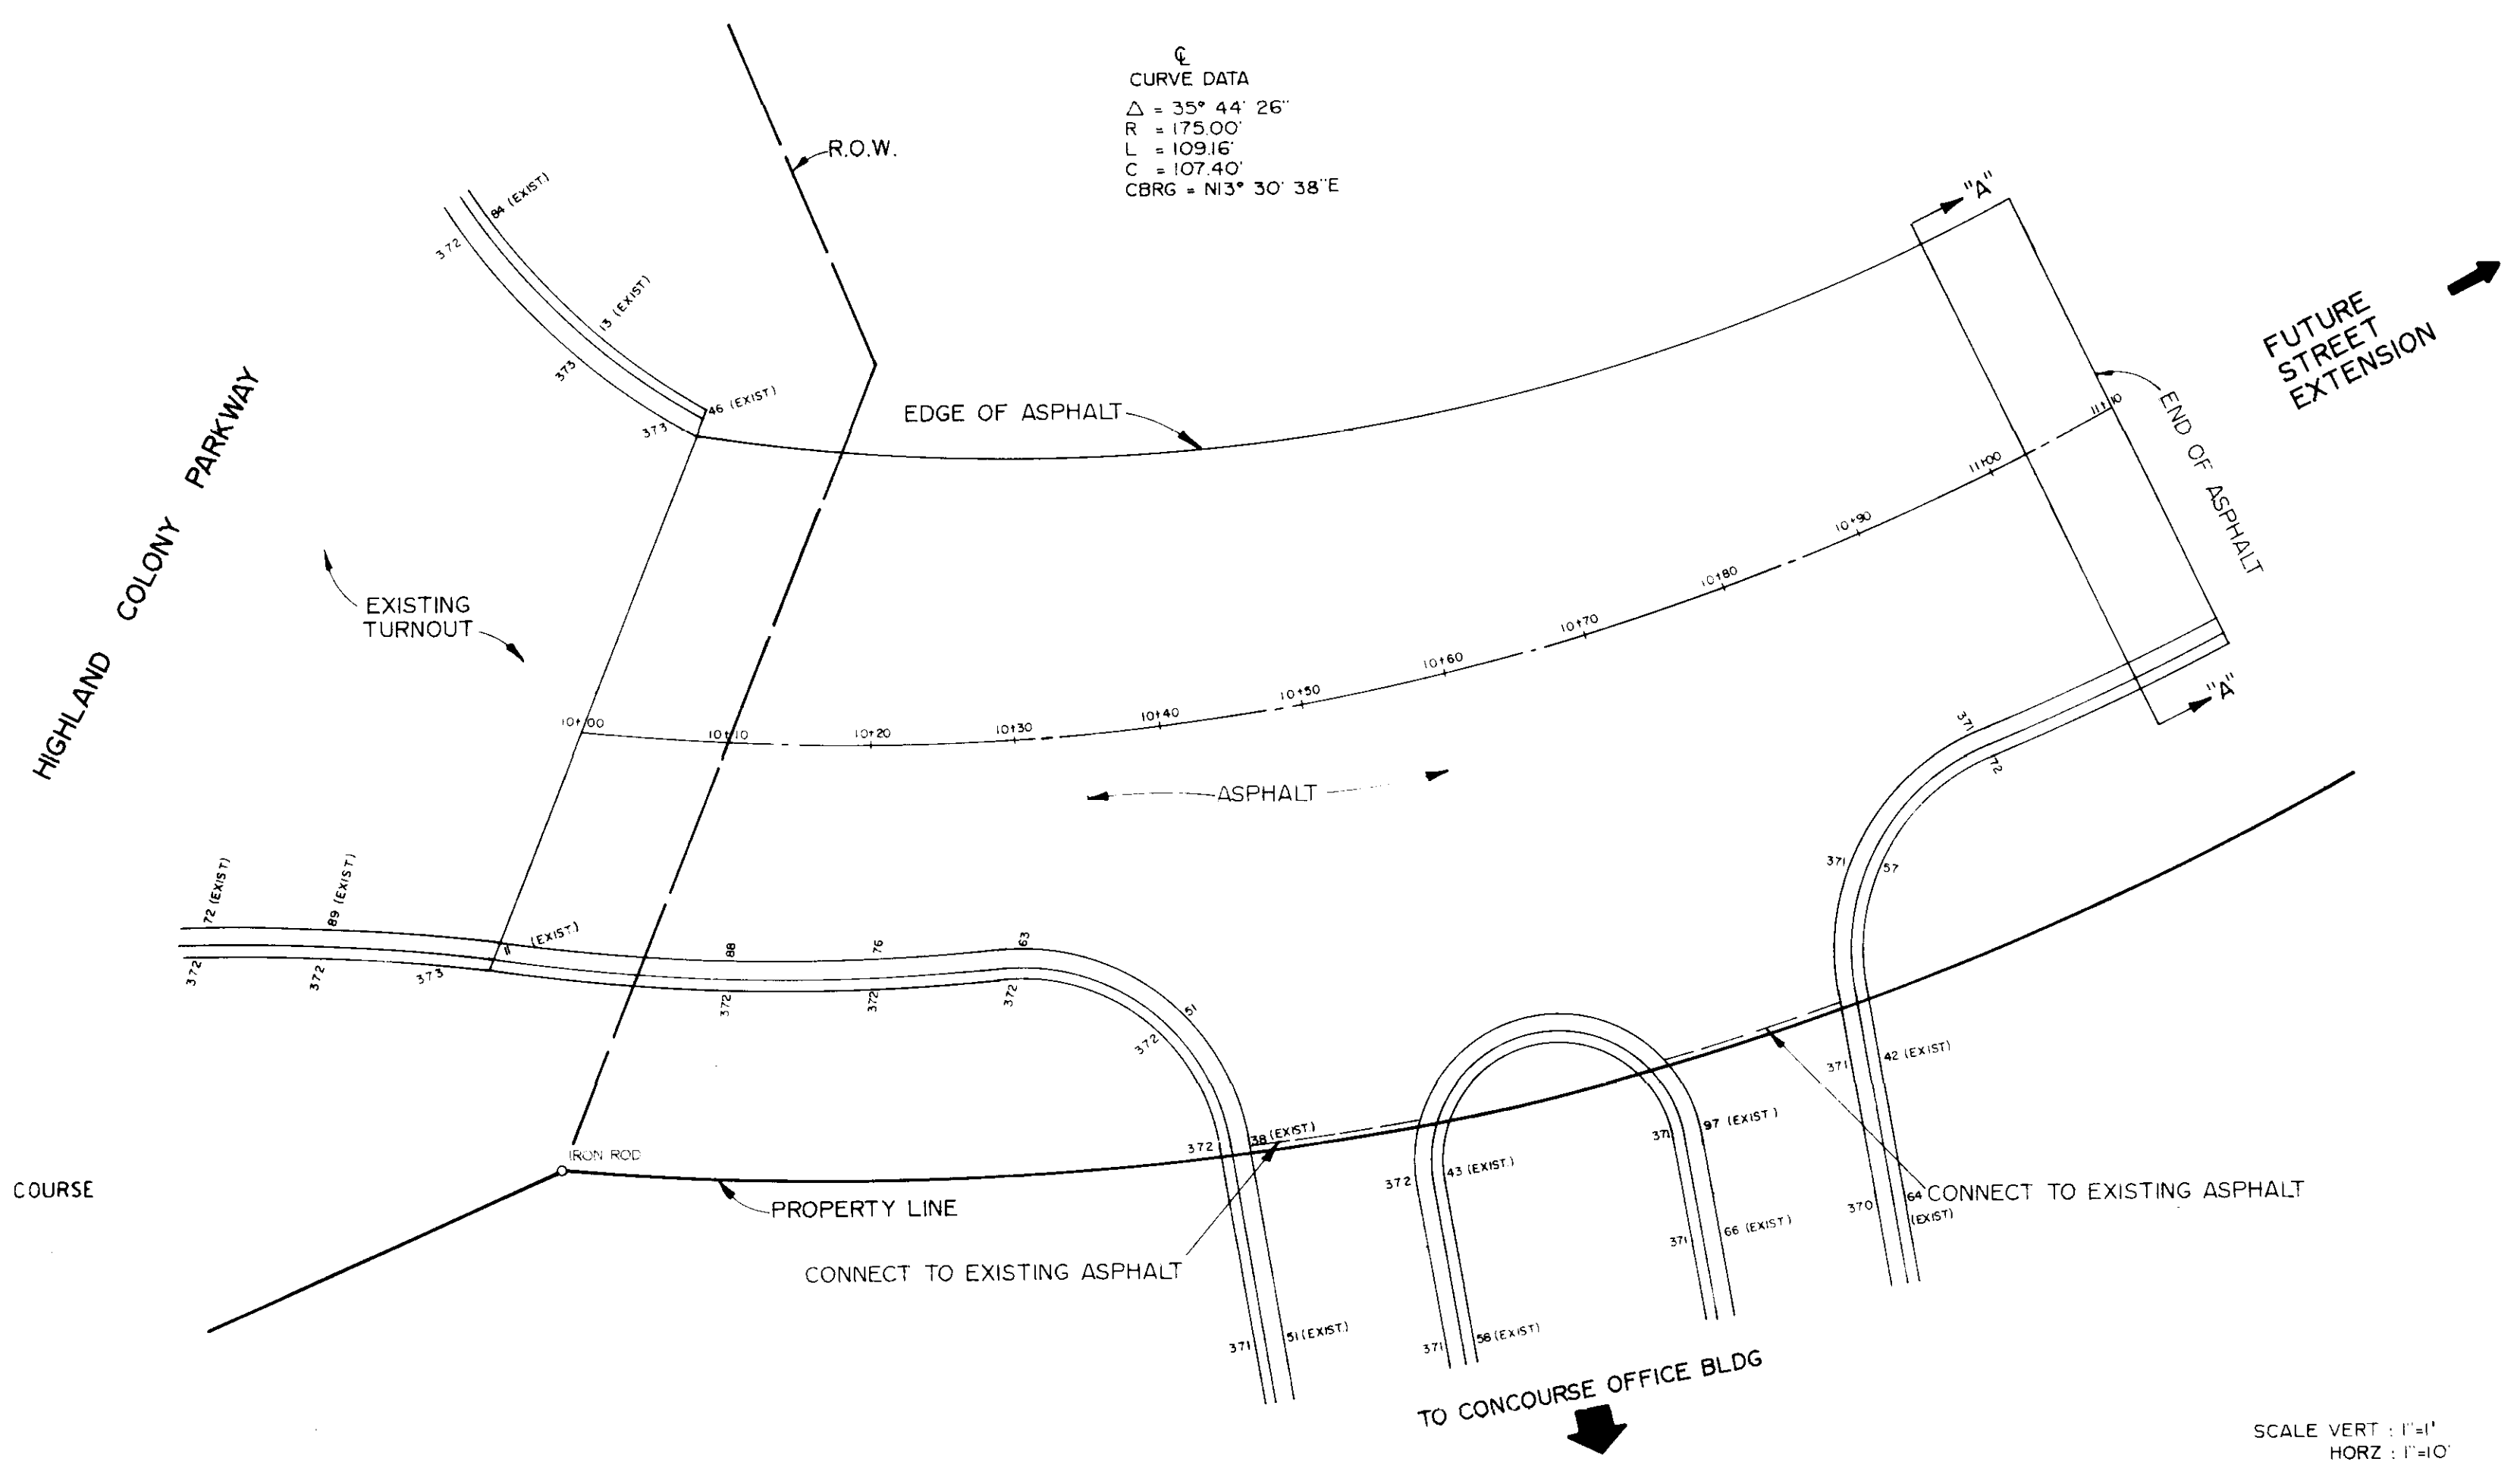 ℄
CURVE DATA
Δ = 35° 44' 26"
R = 175.00'
L = 109.16'
C = 107.40'
CBRG = N13° 30' 38"E
R.O.W.
84 (EXIST.)
372
13 (EXIST.)
373
46 (EXIST.)
373
EDGE OF ASPHALT
"A"
FUTURE
STREET
EXTENSION
END OF ASPHALT
HIGHLAND COLONY PARKWAY
EXISTING
TURNOUT
10+00
10+10
10+20
10+30
10+40
10+50
10+60
10+70
10+80
10+90
11+00
11+10
ASPHALT
"A"
371
72
371
57
72 (EXIST.)
89 (EXIST.)
11 (EXIST.)
88
76
63
51
372
372
373
372
372
372
372
372
38 (EXIST.)
372
43 (EXIST.)
371
97 (EXIST.)
371
42 (EXIST)
371
66 (EXIST)
370
64
(EXIST)
371
51 (EXIST.)
371
58 (EXIST)
IRON ROD
PROPERTY LINE
COURSE
CONNECT TO EXISTING ASPHALT
CONNECT TO EXISTING ASPHALT
TO CONCOURSE OFFICE BLDG
SCALE VERT : 1"=1'
HORZ : 1"=10'